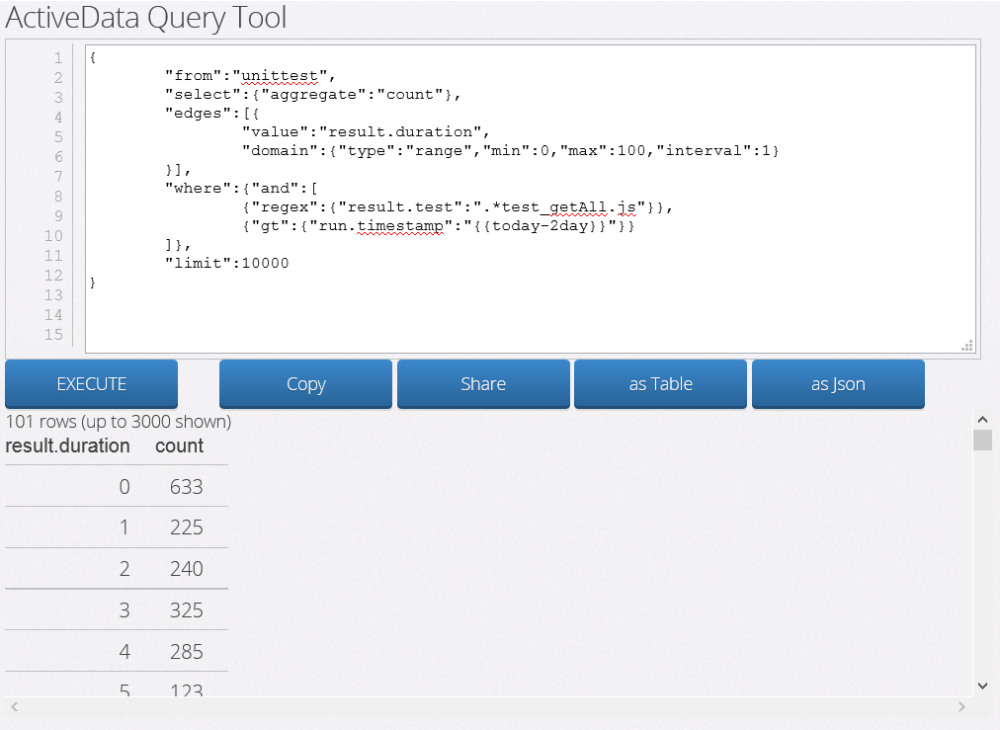 ActiveData Query Tool
1 {
2 "from":"unittest",
3 "select":{"aggregate":"count"},
4 "edges":[{
5 "value":"result.duration",
6 "domain":{"type":"range","min":0,"max":100,"interval":1}
7 }],
8 "where":{"and":[
9 {"regex":{"result.test":".*test_getAll.js"}},
10 {"gt":{"run.timestamp":"{{today-2day}}"}}
11 ]},
12 "limit":10000
13 }
14
15
EXECUTE Copy Share as Table as Json
101 rows (up to 3000 shown)
result.duration count
0 633
1 225
2 240
3 325
4 285
5 123